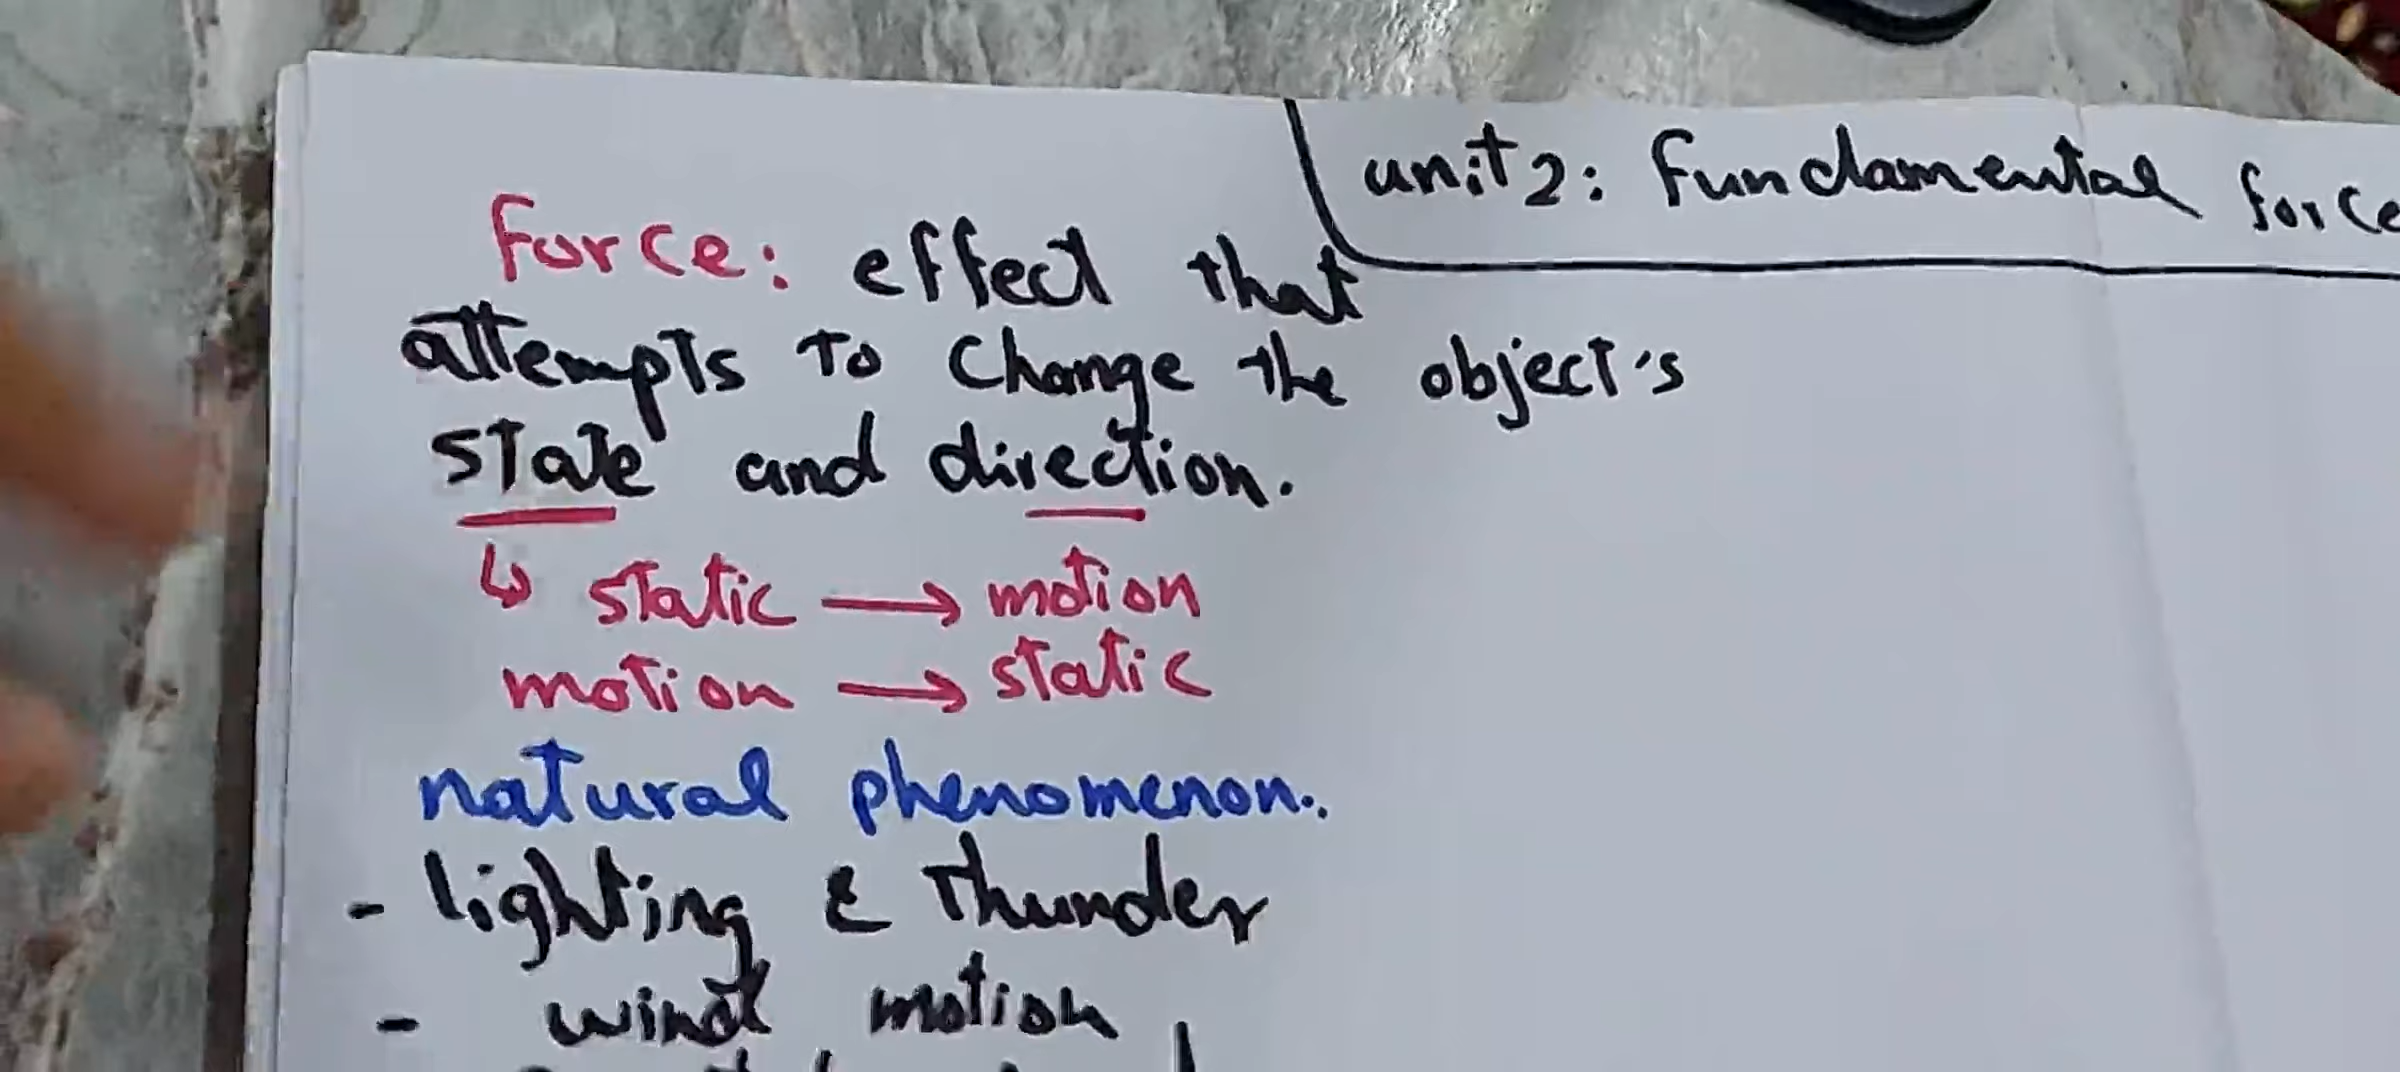 unit 2: Fundamental force
Force: effect that
attempts to change the object's
state and direction.
↳ static → motion
motion → static
natural phenomenon:.
- lighting & Thunder
- wind motion